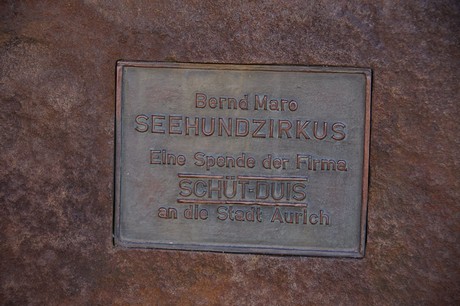 Bernd Maro
SEEHUNDZIRKUS
Eine Spende der Firma
SCHÜT-DUIS
an die Stadt Aurich